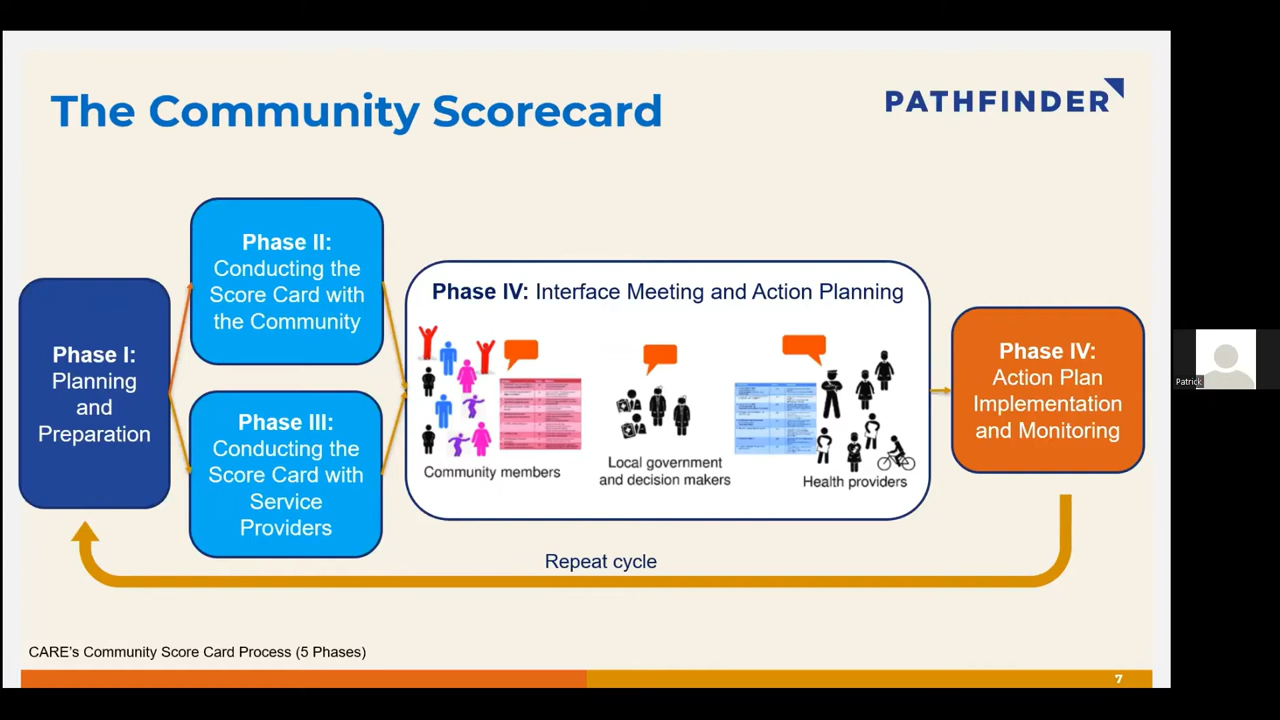 The Community Scorecard
PATHFINDER
Phase I:
Planning
and
Preparation
Phase II:
Conducting the
Score Card with
the Community
Phase III:
Conducting the
Score Card with
Service
Providers
Phase IV: Interface Meeting and Action Planning
Community members
Local government
and decision makers
Health providers
Phase IV:
Action Plan
Implementation
and Monitoring
Repeat cycle
CARE's Community Score Card Process (5 Phases)
7
Patrick